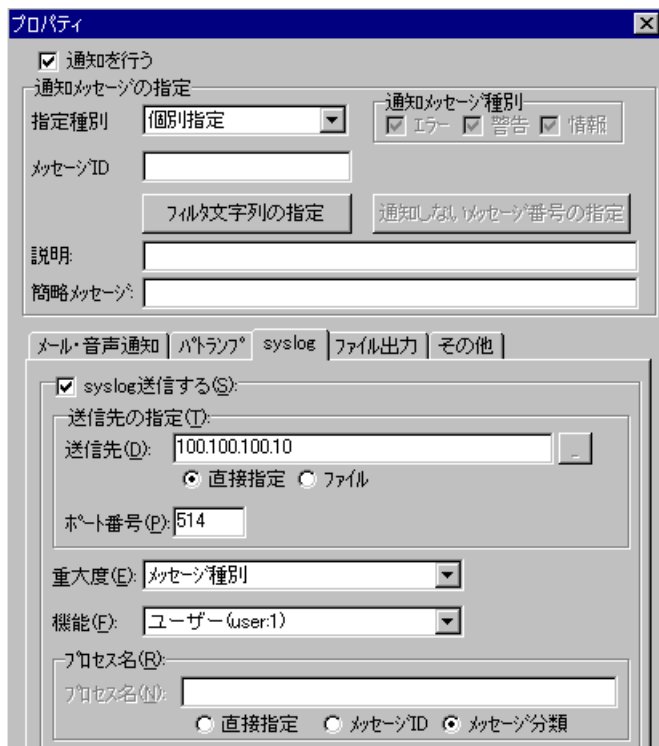 プロパティ
通知を行う
通知メッセージの指定
指定種別 個別指定
通知メッセージ種別
エラー 警告 情報
メッセージID
フィルタ文字列の指定 通知しないメッセージ番号の指定
説明:
簡略メッセージ:
メール・音声通知 パトランプ syslog ファイル出力 その他
syslog送信する(S):
送信先の指定(T):
送信先(D): 100.100.100.10 ..
直接指定 ファイル
ポート番号(P): 514
重大度(E): メッセージ種別
機能(F): ユーザー(user:1)
プロセス名(R):
プロセス名(N):
直接指定 メッセージID メッセージ分類